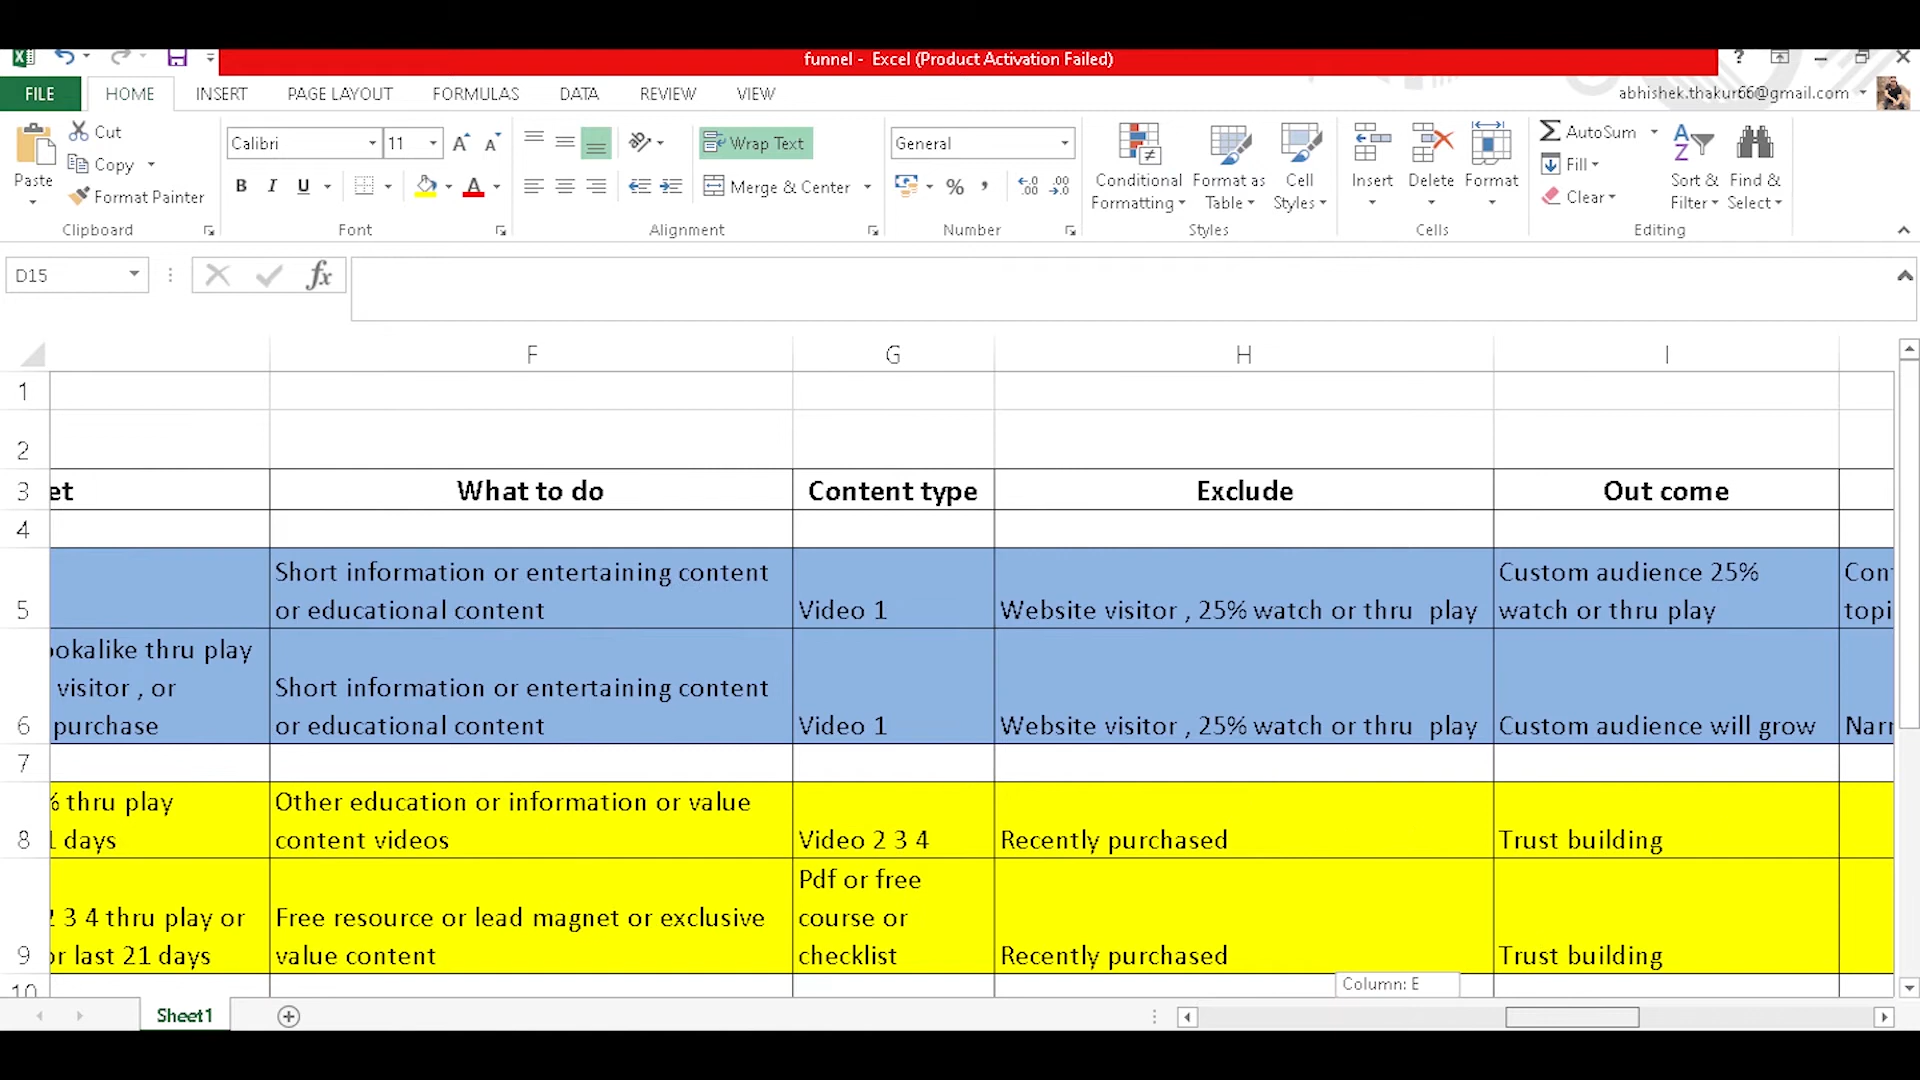 funnel - Excel (Product Activation Failed)
?
FILE HOME INSERT PAGE LAYOUT FORMULAS DATA REVIEW VIEW
abhishek.thakur66@gmail.com
Paste
Cut
Copy
Format Painter
Clipboard
Calibri 11
B I U
Font
Wrap Text
Merge & Center
Alignment
General
%
Number
Conditional
Formatting
Format as
Table
Cell
Styles
Styles
Insert
Delete
Format
Cells
AutoSum
Fill
Clear
Sort &
Filter
Find &
Select
Editing
D15
fx
F G H I
1
2
3 et What to do Content type Exclude Out come
4
5 Short information or entertaining content
or educational content
Video 1
Website visitor , 25% watch or thru play
Custom audience 25%
watch or thru play
topi
6 ookalike thru play
visitor , or
purchase
Short information or entertaining content
or educational content
Video 1
Website visitor , 25% watch or thru play
Custom audience will grow
7
8 % thru play
days
Other education or information or value
content videos
Video 2 3 4
Recently purchased
Trust building
9 2 3 4 thru play or
or last 21 days
Free resource or lead magnet or exclusive
value content
Pdf or free
course or
checklist
Recently purchased
Trust building
10
Column: E
Sheet1